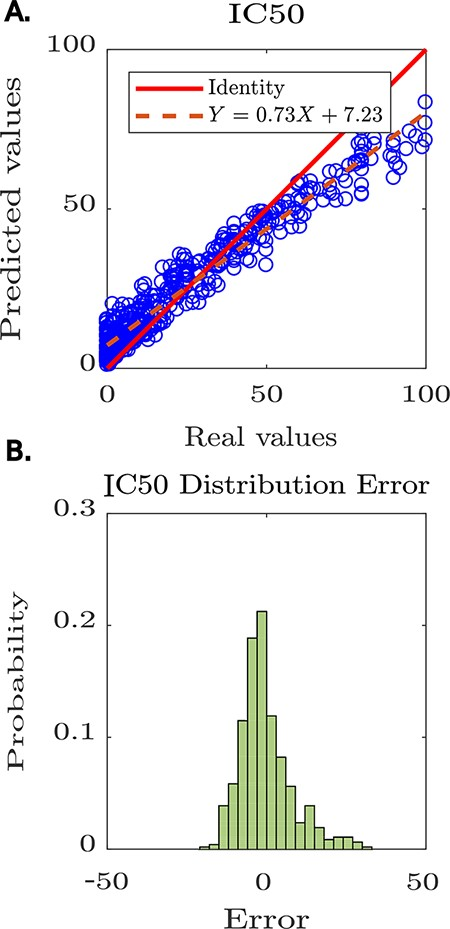 A.
IC50
100
Identity
Y = 0.73X + 7.23
Predicted values
50
0
0 50 100
Real values
B.
IC50 Distribution Error
0.3
0.2
Probability
0.1
0
-50 0 50
Error